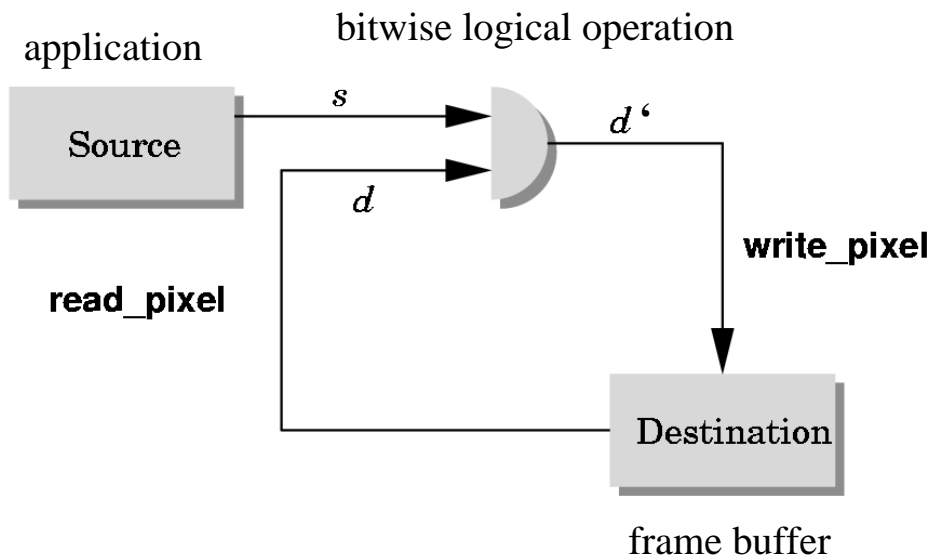 bitwise logical operation
application
s
d‘
Source
d
write_pixel
read_pixel
Destination
frame buffer